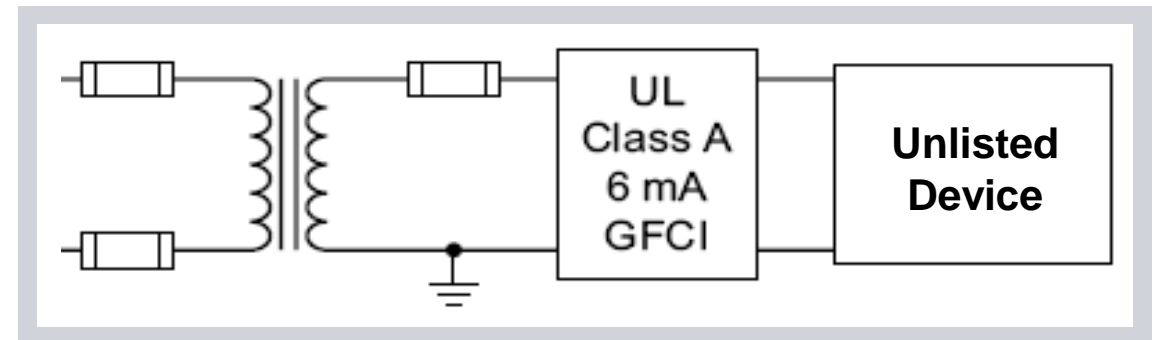 UL
Class A
6 mA
GFCI
Unlisted
Device